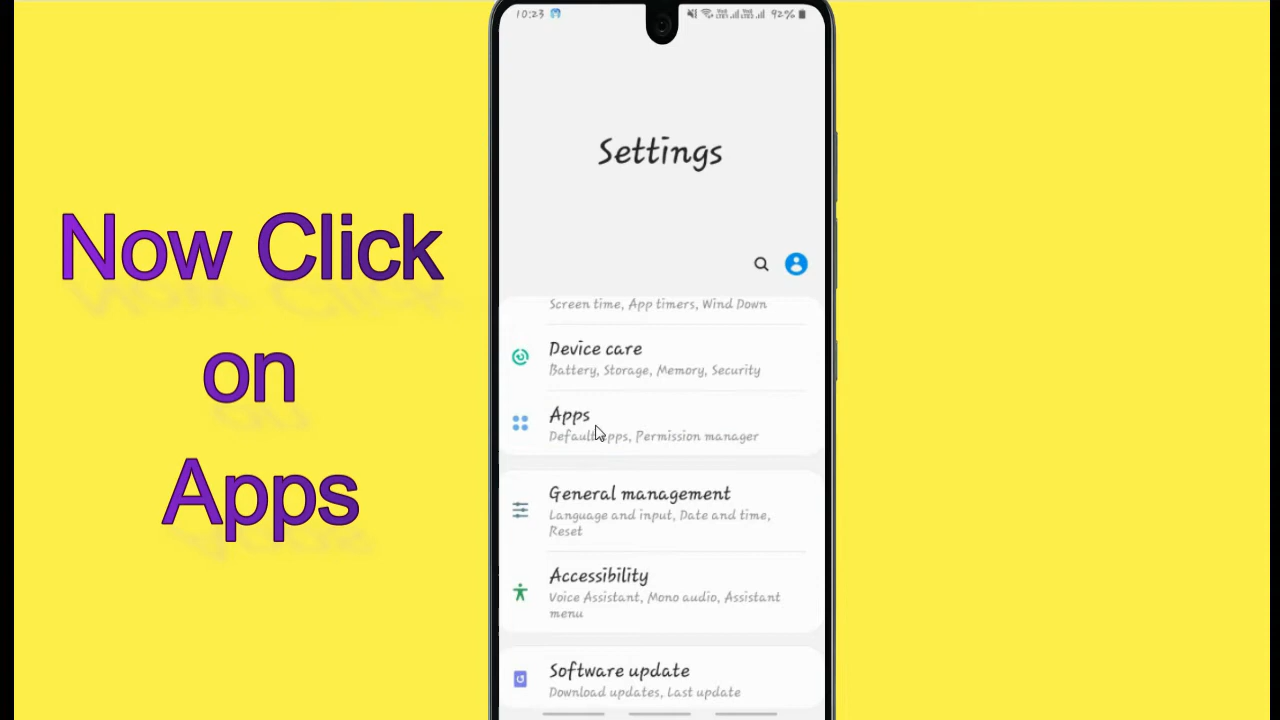 Now Click
on
Apps
10:23
92%
Settings
Screen time, App timers, Wind Down
Device care
Battery, Storage, Memory, Security
Apps
Default apps, Permission manager
General management
Language and input, Date and time,
Reset
Accessibility
Voice Assistant, Mono audio, Assistant
menu
Software update
Download updates, Last update